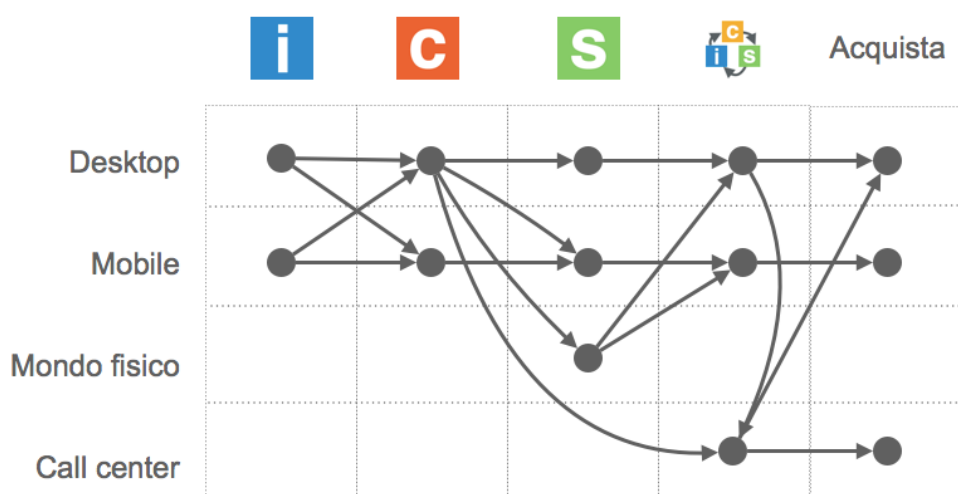 i C S C i S Acquista
Desktop
Mobile
Mondo fisico
Call center